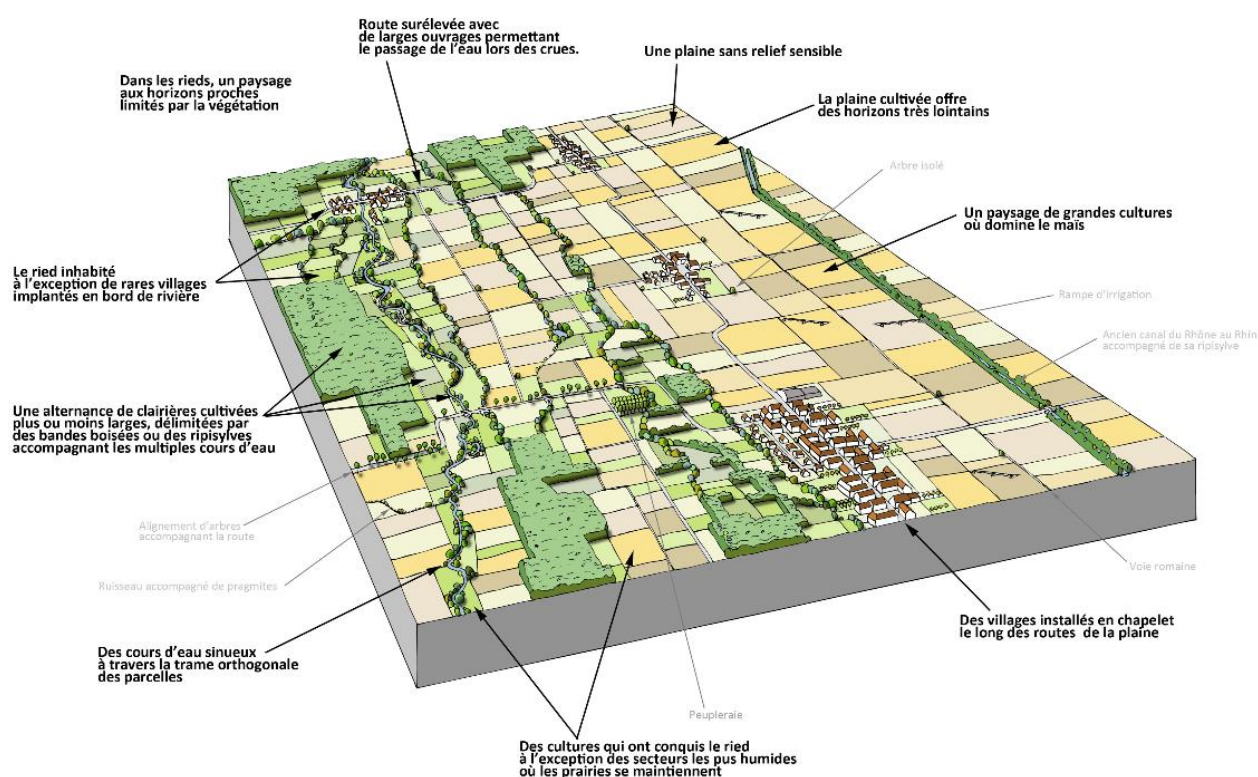 Route surélevée avec
de larges ouvrages permettant
le passage de l'eau lors des crues.
Une plaine sans relief sensible
Dans les rieds, un paysage
aux horizons proches
limités par la végétation
La plaine cultivée offre
des horizons très lointains
Arbre isolé
Un paysage de grandes cultures
où domine le maïs
Le ried inhabité
à l'exception de rares villages
implantés en bord de rivière
Rampe d'irrigation
Ancien canal du Rhône au Rhin
accompagné de sa ripisylve
Une alternance de clairières cultivées
plus ou moins larges, délimitées par
des bandes boisées ou des ripisylves
accompagnant les multiples cours d'eau
Alignement d'arbres
accompagnant la route
Ruisseau accompagné de pragmites
Voie romaine
Des villages installés en chapelet
le long des routes de la plaine
Des cours d'eau sinueux
à travers la trame orthogonale
des parcelles
Peupleraie
Des cultures qui ont conquis le ried
à l'exception des secteurs les pus humides
où les prairies se maintiennent